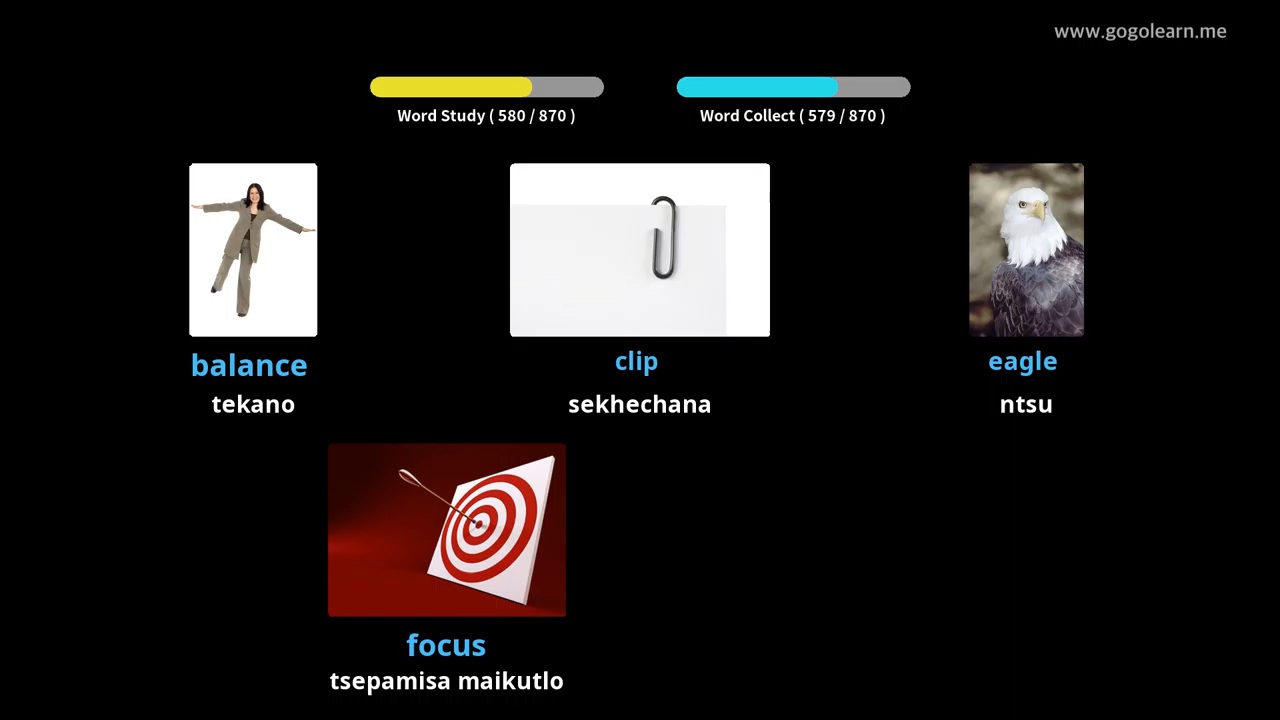 www.gogolearn.me
Word Study ( 580 / 870 )
Word Collect ( 579 / 870 )
balance
tekano
clip
sekhechana
eagle
ntsu
focus
tsepamisa maikutlo